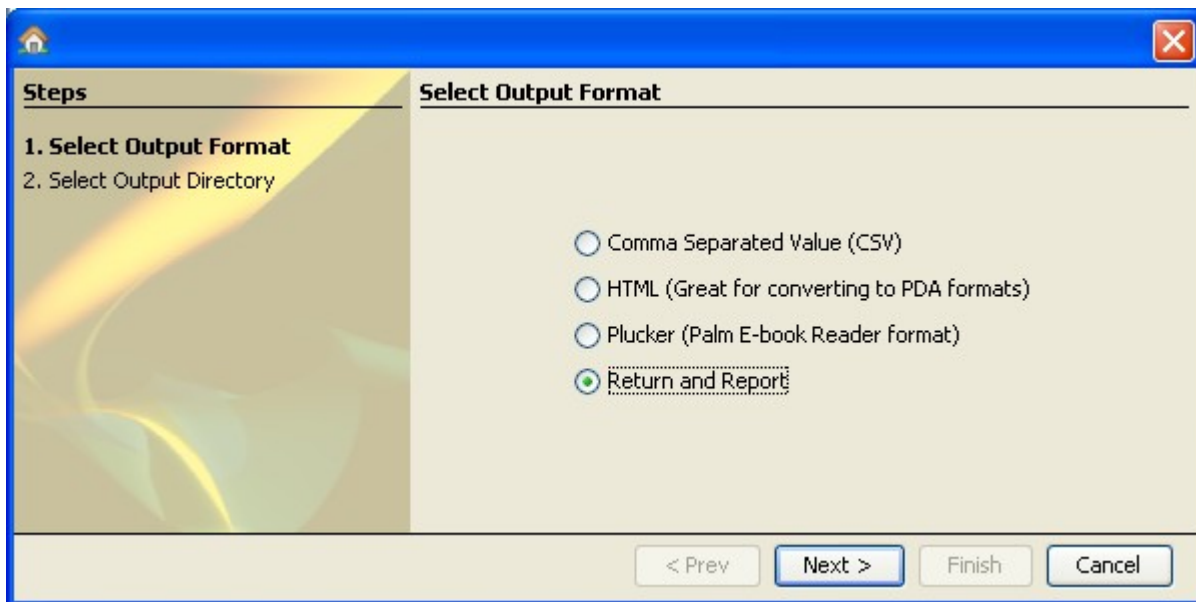 Steps
1. Select Output Format
2. Select Output Directory
Select Output Format
Comma Separated Value (CSV)
HTML (Great for converting to PDA formats)
Plucker (Palm E-book Reader format)
Return and Report
< Prev Next > Finish Cancel